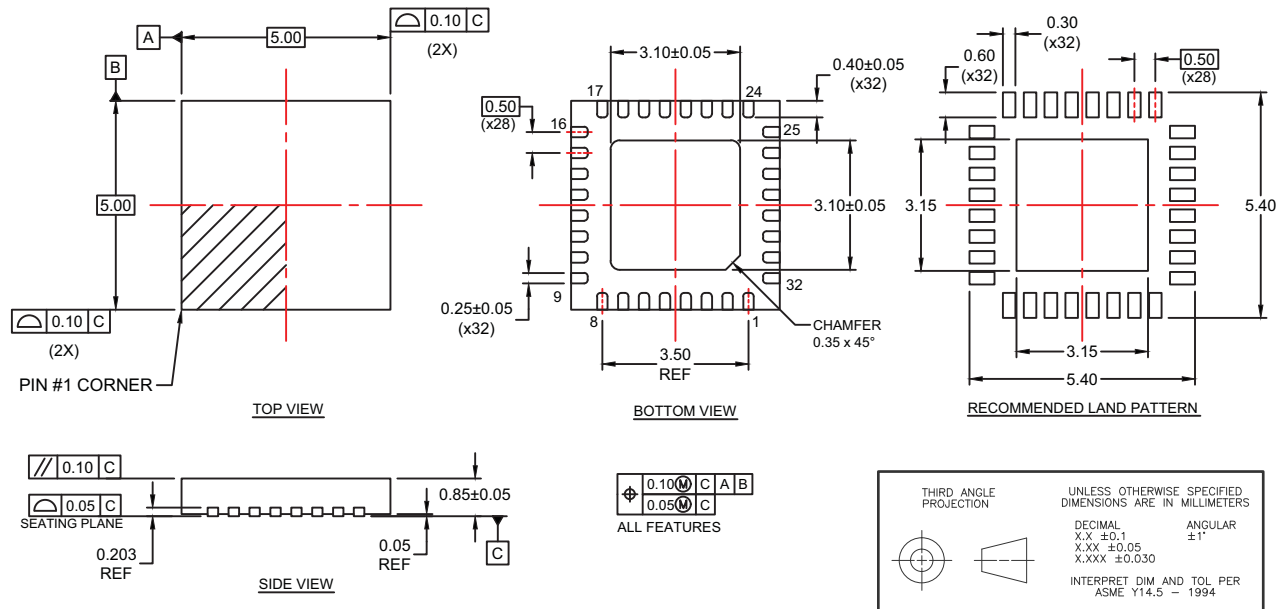 A
5.00
⌓ 0.10 C
(2X)
B
5.00
⌓ 0.10 C
(2X)
PIN #1 CORNER
TOP VIEW
3.10±0.05
0.40±0.05
(x32)
17
24
0.50
(x28)
16
25
3.10±0.05
0.25±0.05
(x32)
9
32
8
1
3.50
REF
CHAMFER
0.35 x 45°
BOTTOM VIEW
0.30
(x32)
0.60
(x32)
0.50
(x28)
3.15
5.40
3.15
5.40
RECOMMENDED LAND PATTERN
// 0.10 C
⌓ 0.05 C
SEATING PLANE
0.85±0.05
0.203
REF
0.05
REF
C
SIDE VIEW
⌖ 0.10Ⓜ C A B
0.05Ⓜ C
ALL FEATURES
THIRD ANGLE
PROJECTION
UNLESS OTHERWISE SPECIFIED
DIMENSIONS ARE IN MILLIMETERS
DECIMAL ANGULAR
X.X ±0.1 ±1°
X.XX ±0.05
X.XXX ±0.030
INTERPRET DIM AND TOL PER
ASME Y14.5 – 1994